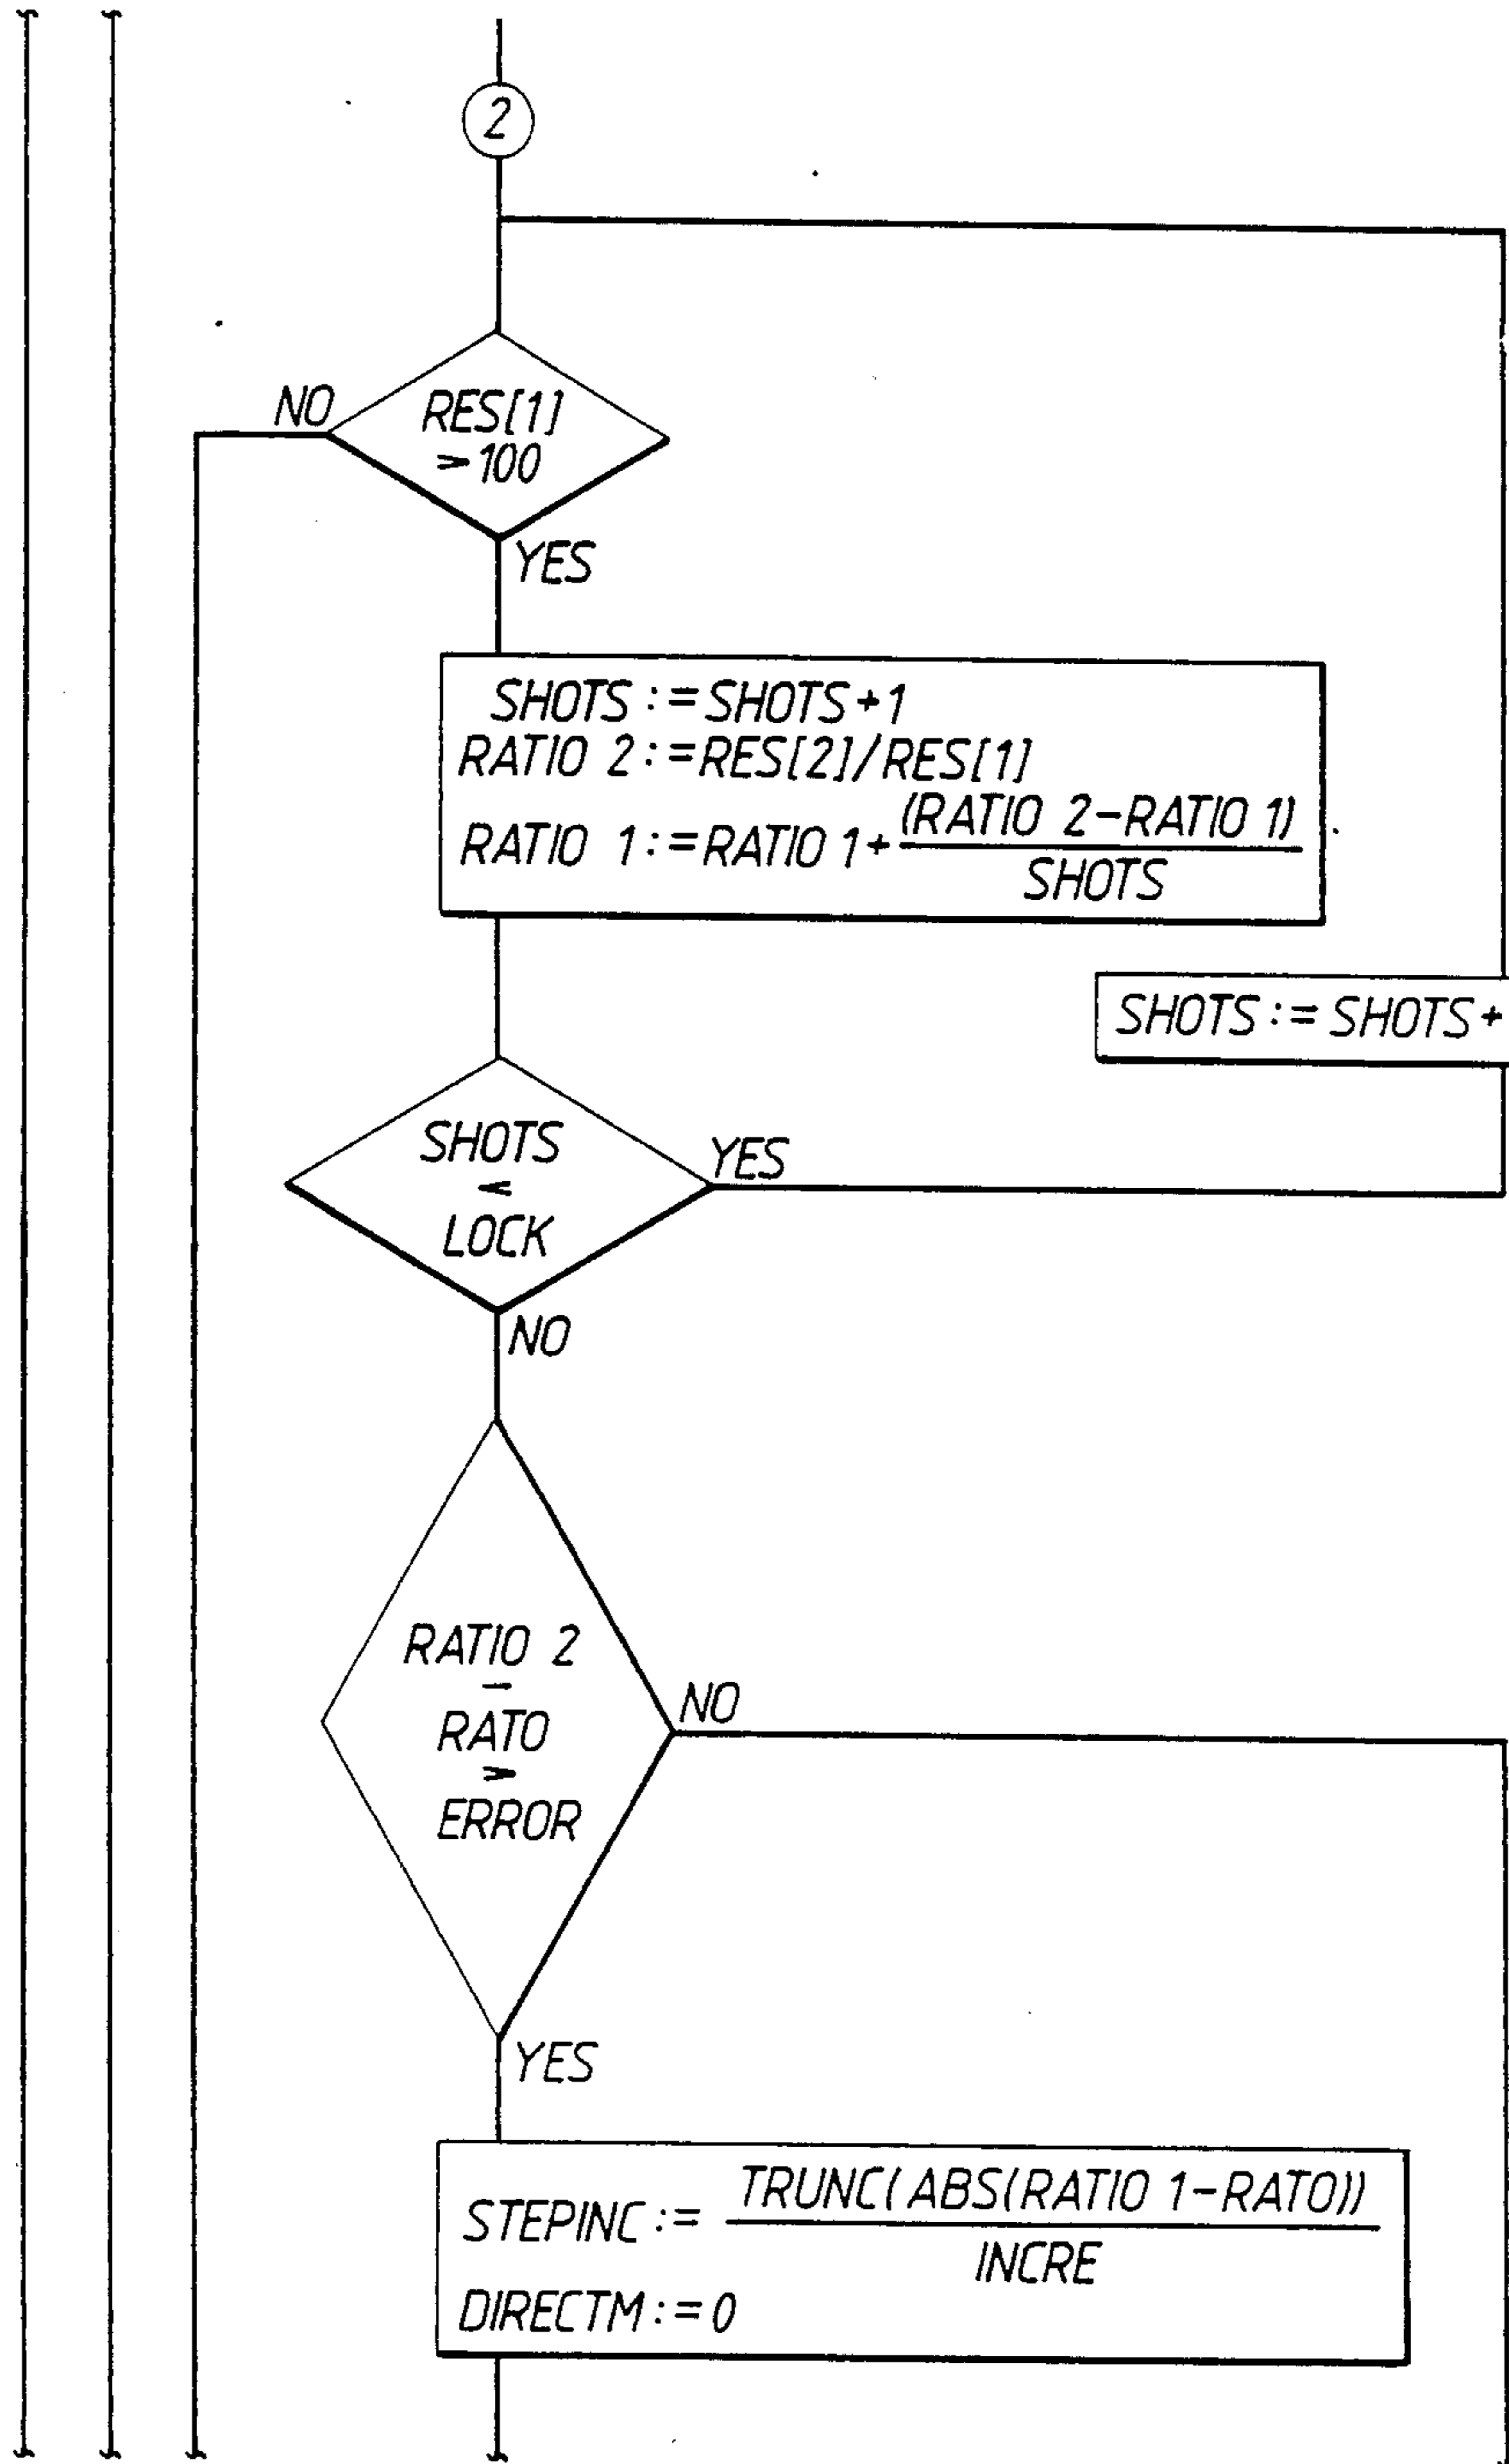 2
NO
RES[1]
>100
YES
SHOTS:=SHOTS+1
RATIO 2:=RES[2]/RES[1]
RATIO 1:=RATIO 1+(RATIO 2-RATIO 1)
SHOTS
SHOTS:=SHOTS+
SHOTS
<
LOCK
YES
NO
RATIO 2
-
RATO
>
ERROR
NO
YES
STEPINC:= TRUNC(ABS(RATIO 1-RATO))
INCRE
DIRECTM:=0